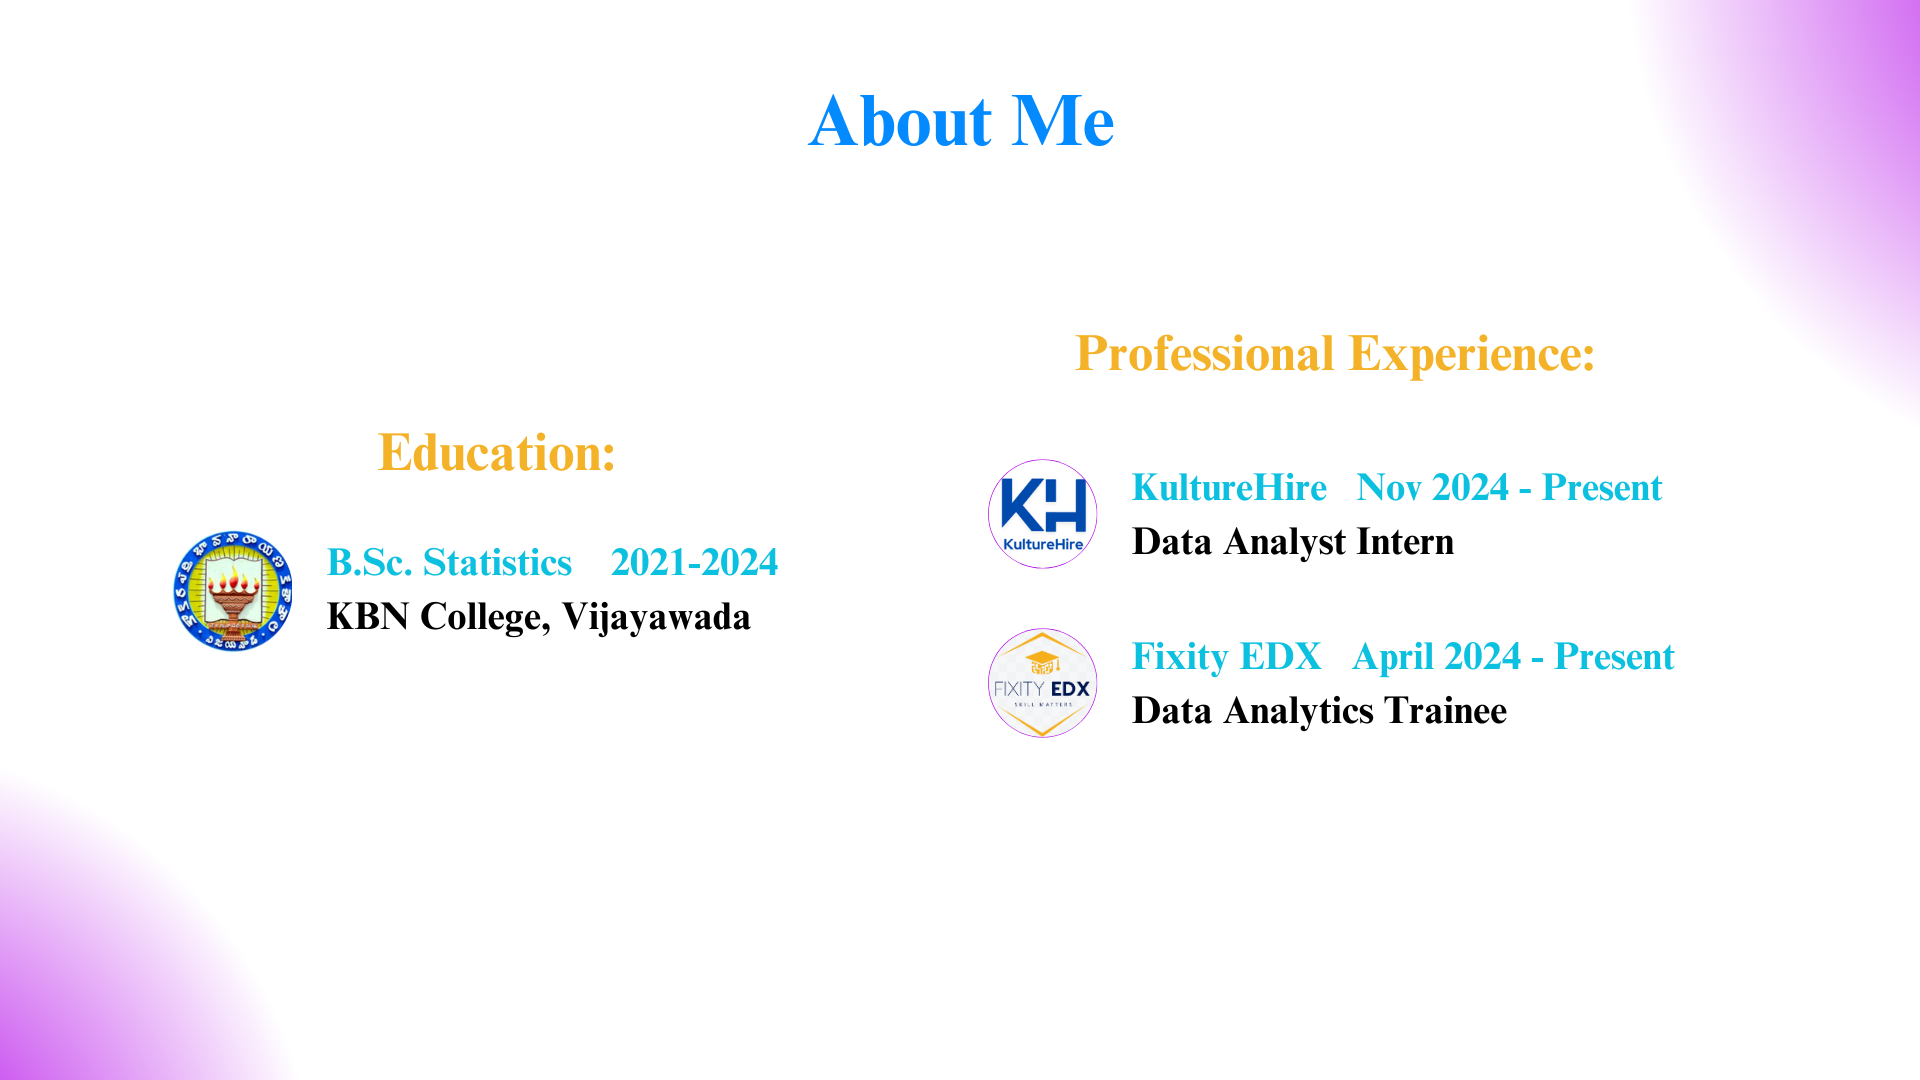 About Me
Education:
B.Sc. Statistics 2021-2024
KBN College, Vijayawada
Professional Experience:
KH
KultureHire
KultureHire Nov 2024 - Present
Data Analyst Intern
FIXITY EDX
SKILL MATTERS
Fixity EDX April 2024 - Present
Data Analytics Trainee